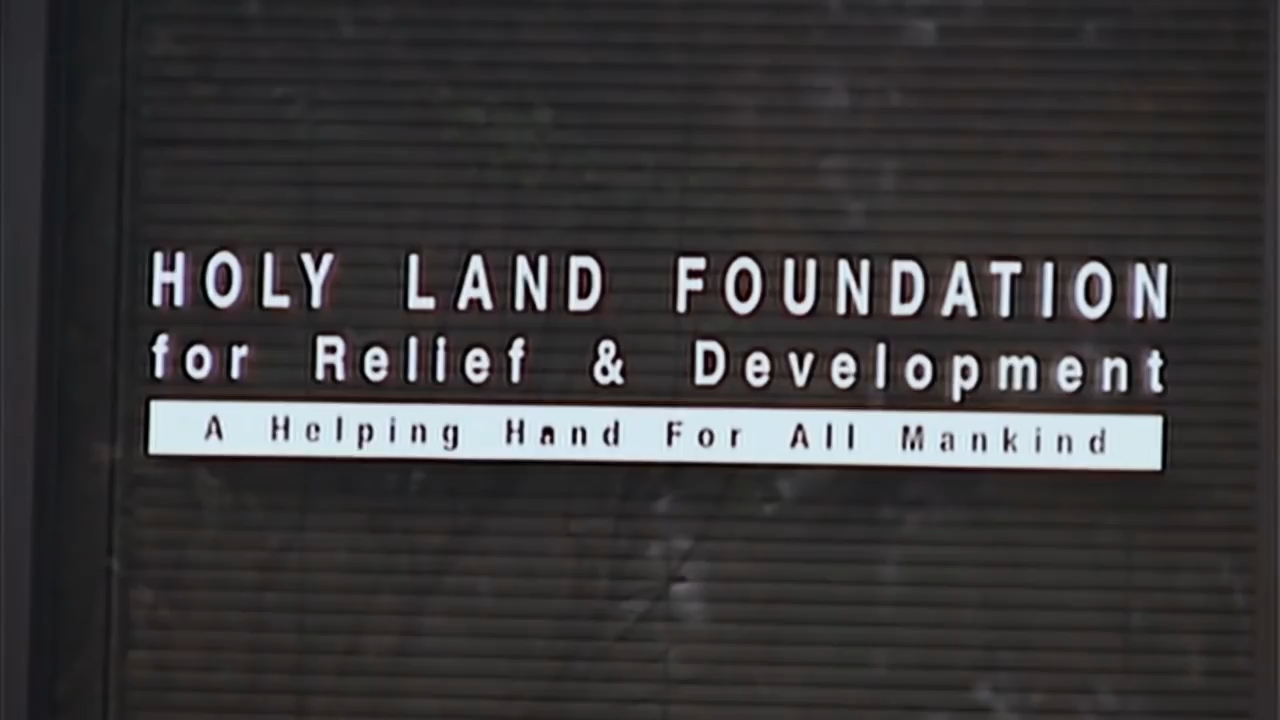 HOLY LAND FOUNDATION
for Relief & Development
A Helping Hand For All Mankind